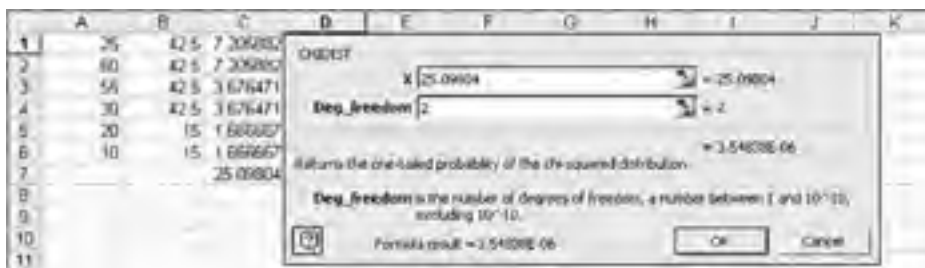 A B C D E F G H I J K
1 25 42.5 7.205882
2 60 42.5 7.205882
3 55 42.5 3.676471
4 30 42.5 3.676471
5 20 15 1.666667
6 10 15 1.666667
7 25.09804
8
9
10
11
CHIDIST
X 25.09804 = 25.09804
Deg_freedom 2 = 2
= 3.54838E-06
Returns the one-tailed probability of the chi-squared distribution.
Deg_freedom is the number of degrees of freedom, a number between 1 and 10^10,
excluding 10^10.
Formula result = 3.54838E-06
OK Cancel